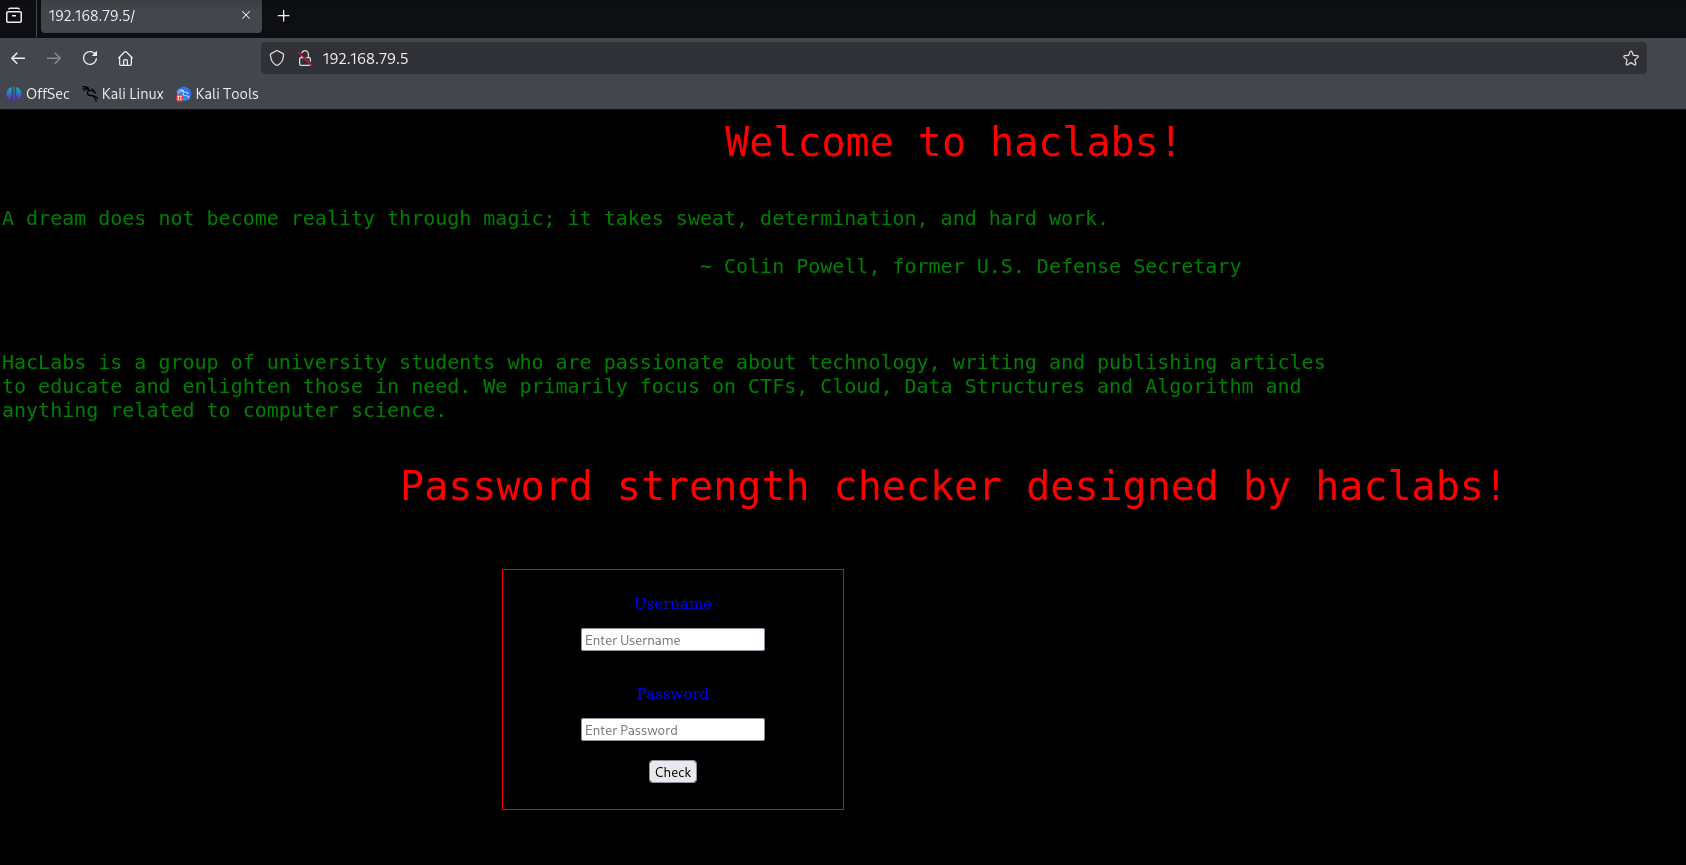 192.168.79.5/
192.168.79.5
OffSec Kali Linux Kali Tools
Welcome to haclabs!
A dream does not become reality through magic; it takes sweat, determination, and hard work.
~ Colin Powell, former U.S. Defense Secretary
HacLabs is a group of university students who are passionate about technology, writing and publishing articles
to educate and enlighten those in need. We primarily focus on CTFs, Cloud, Data Structures and Algorithm and
anything related to computer science.
Password strength checker designed by haclabs!
Username
Enter Username
Password
Enter Password
Check